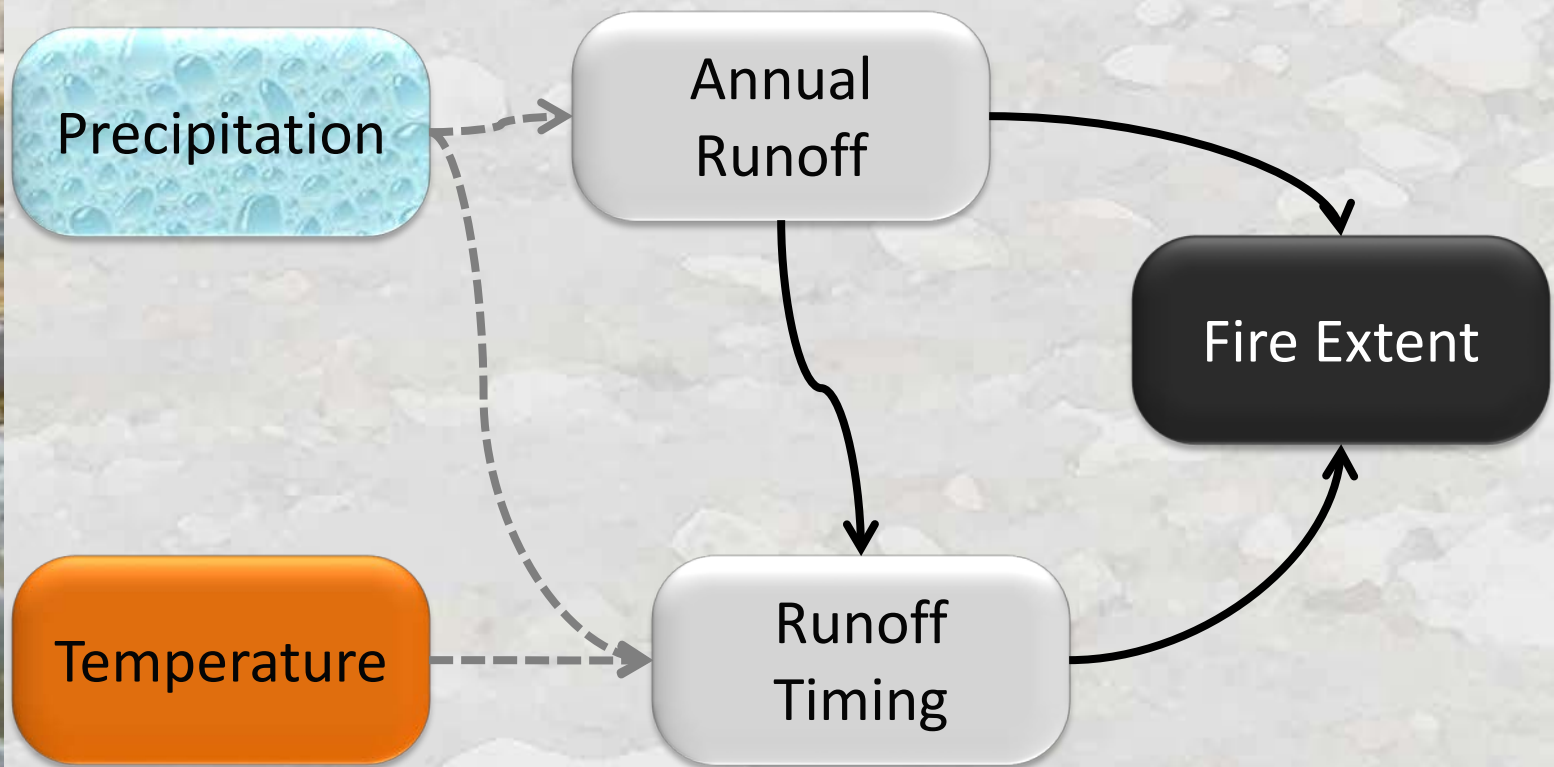 Precipitation
Annual
Runoff
Fire Extent
Temperature
Runoff
Timing